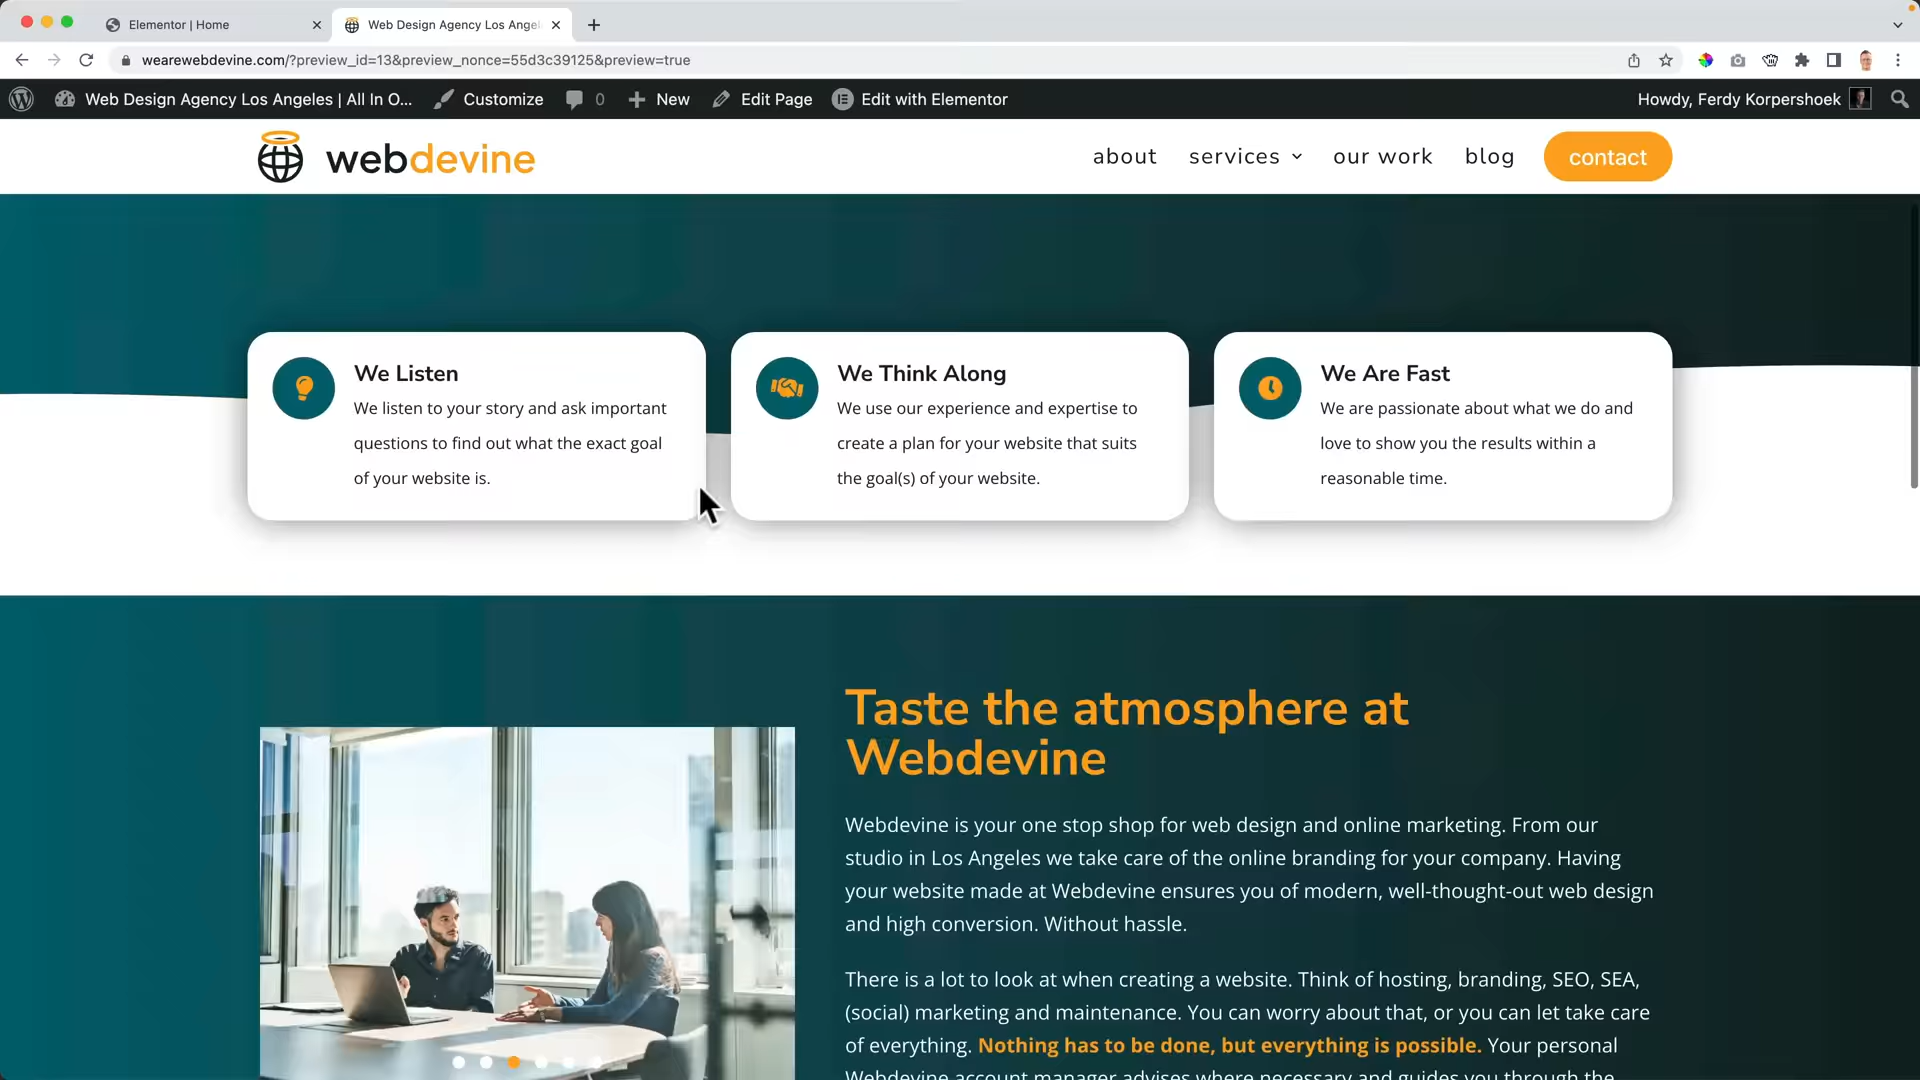 Elementor | Home
Web Design Agency Los Angel
wearewebdevine.com/?preview_id=13&preview_nonce=55d3c39125&preview=true
Web Design Agency Los Angeles | All In O... Customize 0 New Edit Page Edit with Elementor Howdy, Ferdy Korpershoek
webdevine about services our work blog contact
We Listen
We listen to your story and ask important
questions to find out what the exact goal
of your website is.
We Think Along
We use our experience and expertise to
create a plan for your website that suits
the goal(s) of your website.
We Are Fast
We are passionate about what we do and
love to show you the results within a
reasonable time.
Taste the atmosphere at
Webdevine
Webdevine is your one stop shop for web design and online marketing. From our
studio in Los Angeles we take care of the online branding for your company. Having
your website made at Webdevine ensures you of modern, well-thought-out web design
and high conversion. Without hassle.
There is a lot to look at when creating a website. Think of hosting, branding, SEO, SEA,
(social) marketing and maintenance. You can worry about that, or you can let take care
of everything. Nothing has to be done, but everything is possible. Your personal
Webdevine account manager advises where necessary and guides you through the